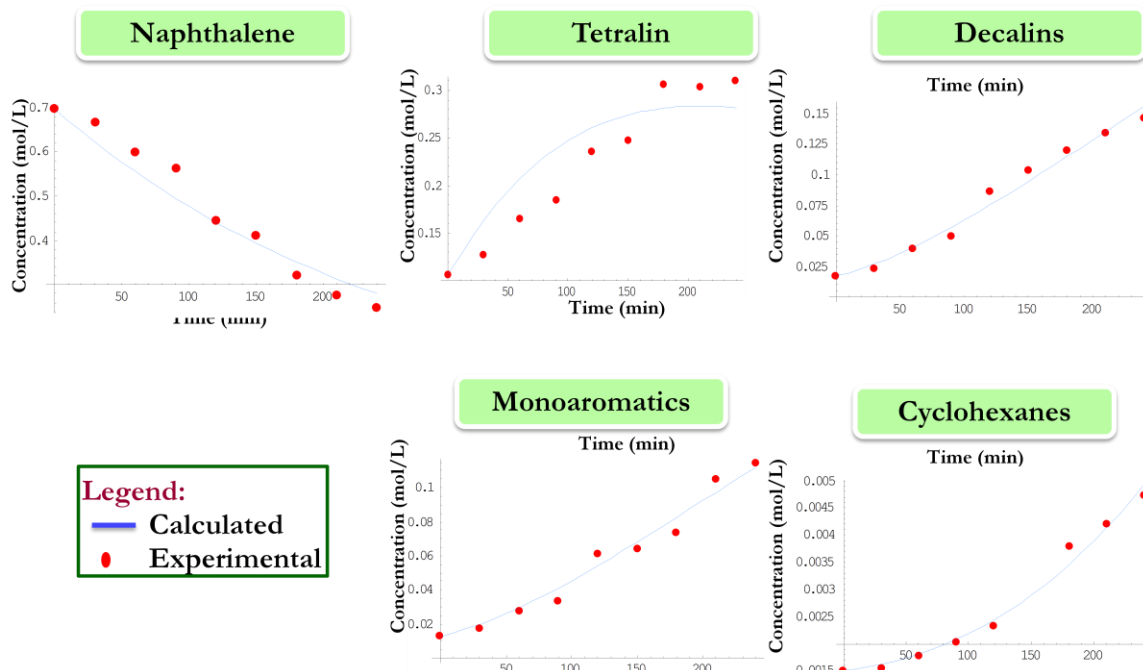 Naphthalene
Concentration (mol/L)
0.7
0.6
0.5
0.4
50
100
150
200
Time (min)
Tetralin
Concentration (mol/L)
0.3
0.25
0.2
0.15
50
100
150
200
Time (min)
Decalins
Time (min)
Concentration (mol/L)
0.15
0.125
0.1
0.075
0.05
0.025
50
100
150
200
Legend:
Calculated
Experimental
Monoaromatics
Time (min)
Concentration (mol/L)
0.1
0.08
0.06
0.04
0.02
50
100
150
200
Cyclohexanes
Time (min)
Concentration (mol/L)
0.005
0.0045
0.004
0.0035
0.003
0.0025
0.0015
50
100
150
200